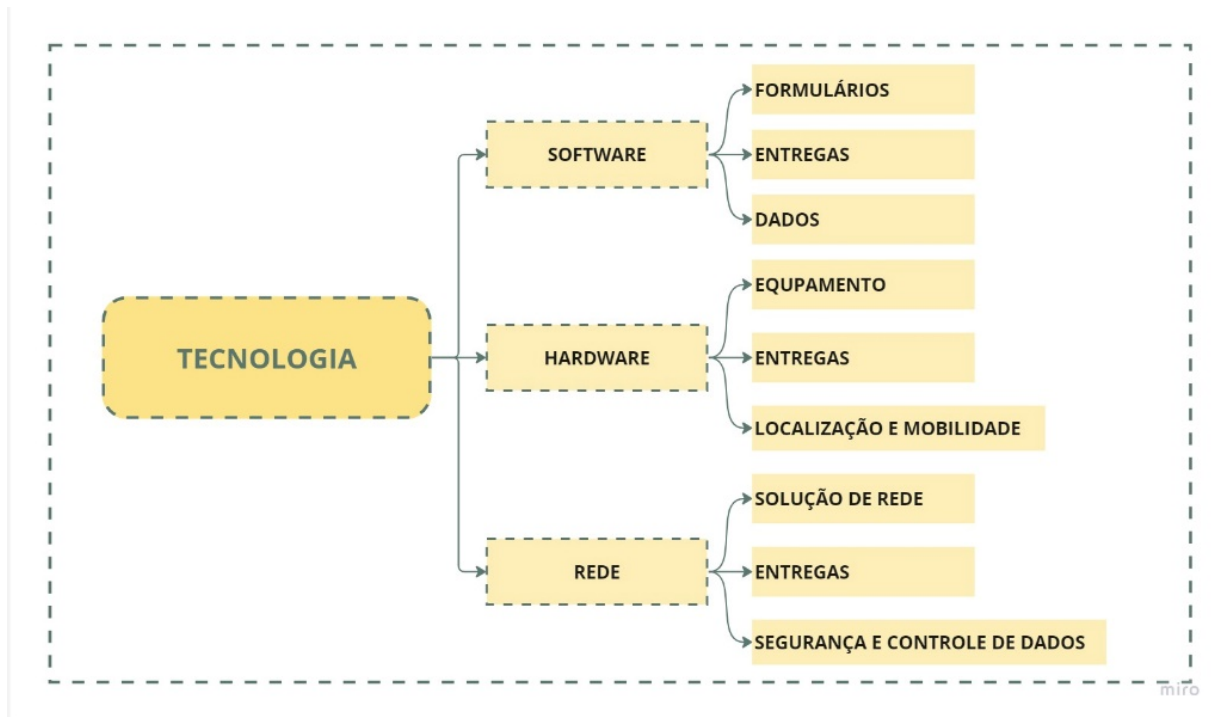 TECNOLOGIA
SOFTWARE
FORMULÁRIOS
ENTREGAS
DADOS
HARDWARE
EQUPAMENTO
ENTREGAS
LOCALIZAÇÃO E MOBILIDADE
REDE
SOLUÇÃO DE REDE
ENTREGAS
SEGURANÇA E CONTROLE DE DADOS
miro